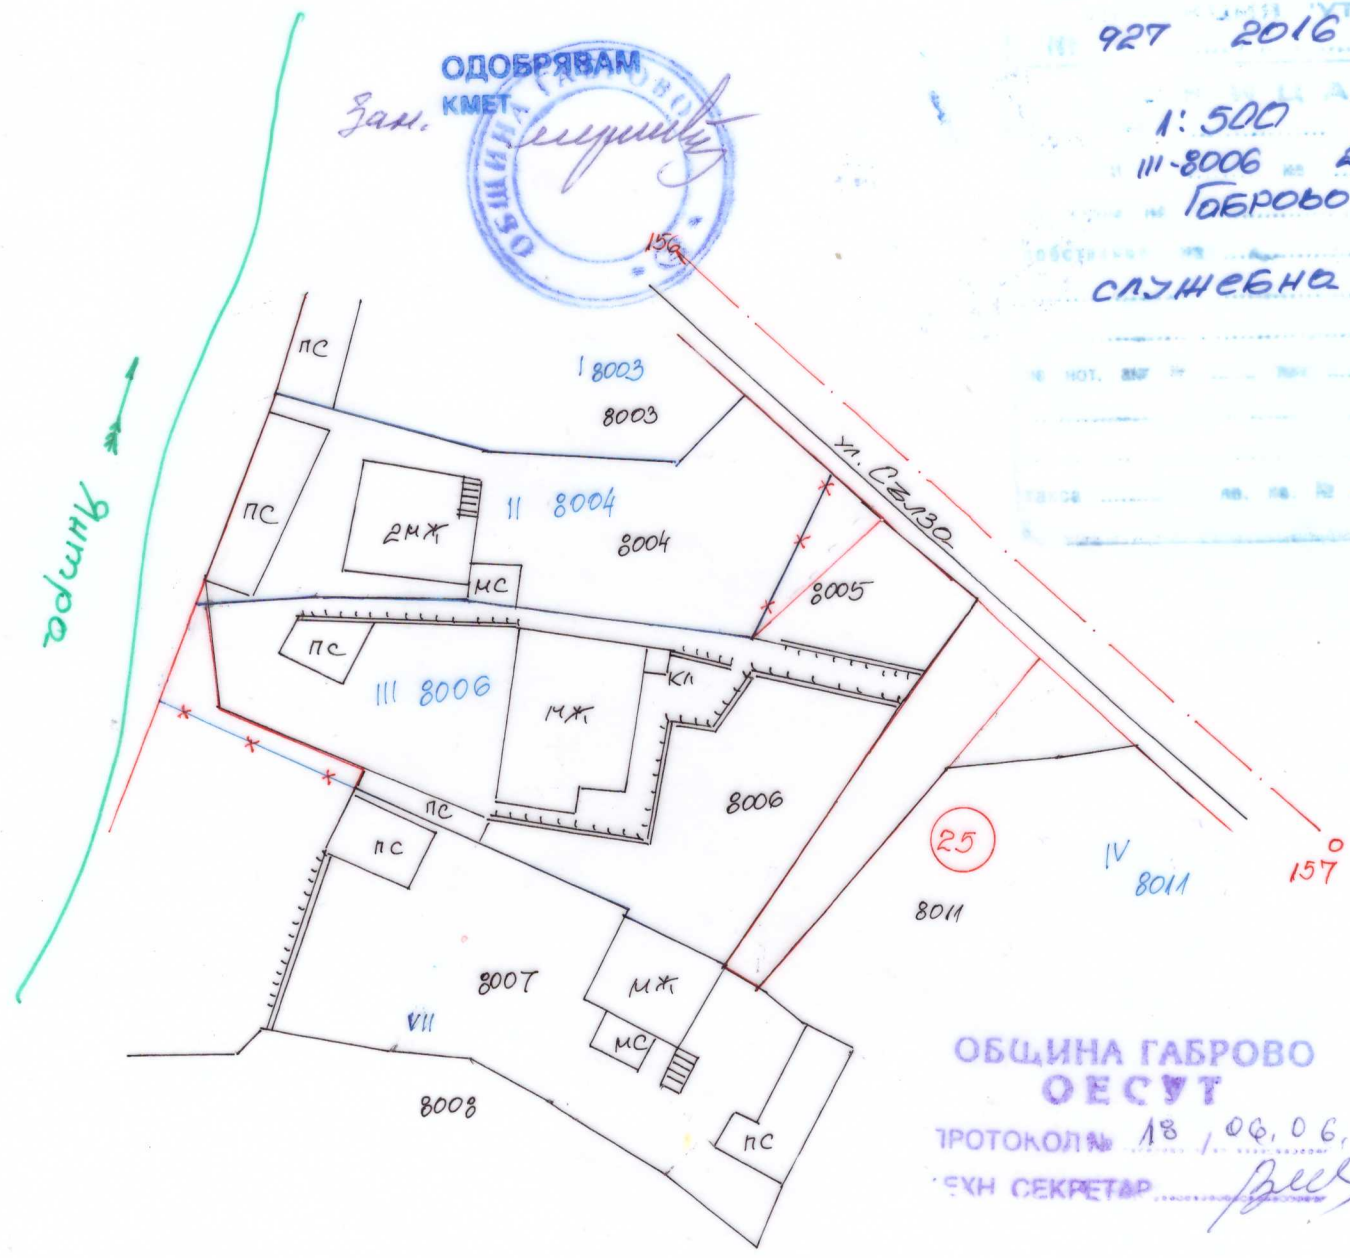 927 2016
ОДОБРЯВАМ
КМЕТ
Зам.
ОБЩИНА ГАБРОВО
1:500
III-8006
ГАБРОВО
СЛУЖЕБНА
156
ПС
I 8003
8003
ул. Сълза
ПС
2МЖ
II 8004
8004
МС
8005
Янтра
ПС
III 8006
МЖ
КП
8006
ПС
ПС
25
IV
8011
157
8011
8007
МЖ
VII
МС
8008
ПС
ОБЩИНА ГАБРОВО
ОЕСУТ
ПРОТОКОЛ № 18 / 06.06.
ТЕХН СЕКРЕТАР